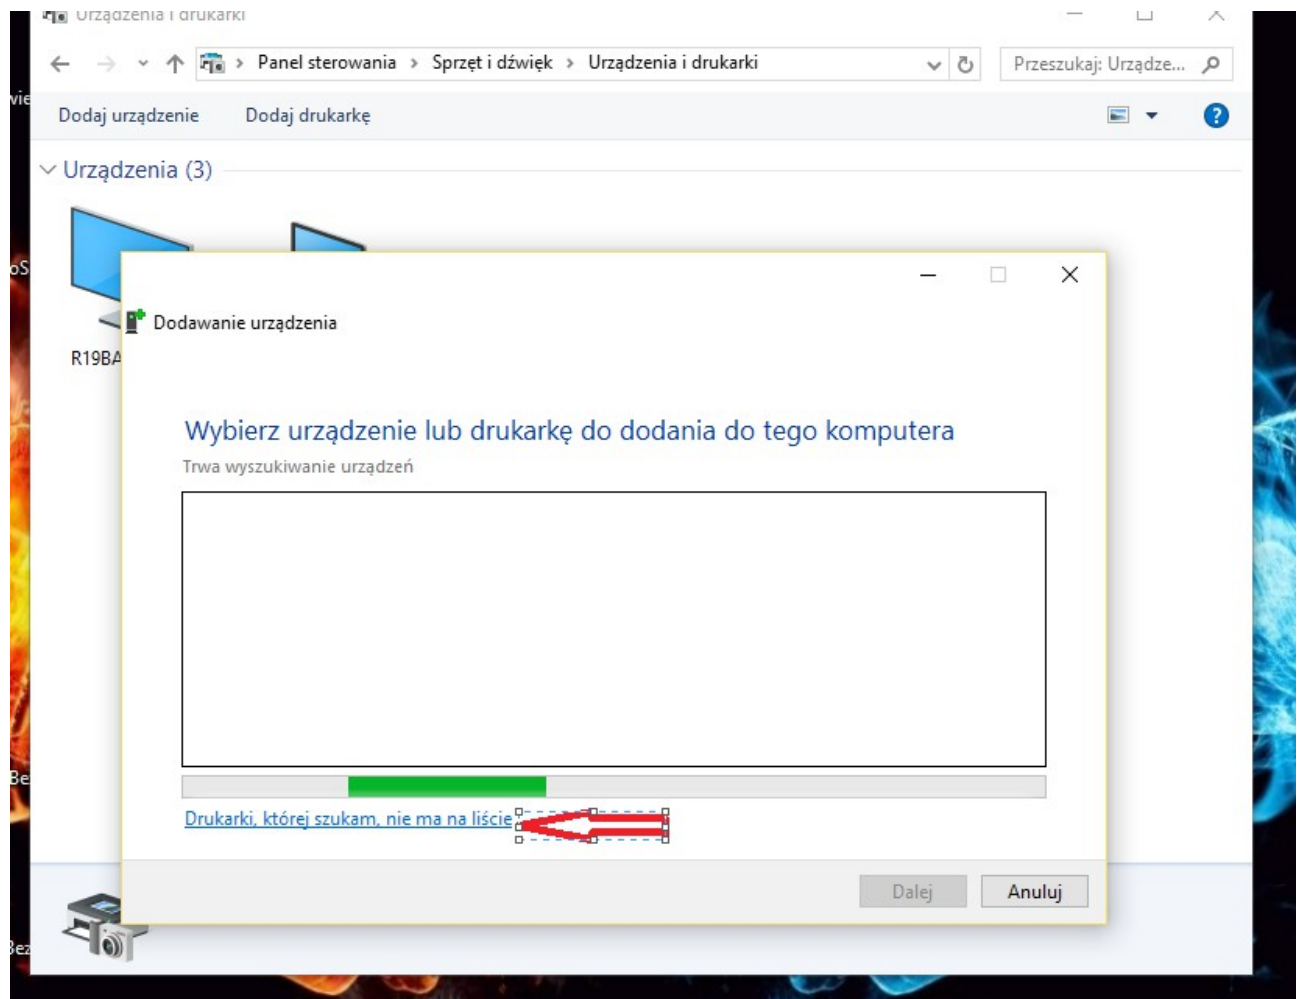 Urządzenia i drukarki
Panel sterowania › Sprzęt i dźwięk › Urządzenia i drukarki
Przeszukaj: Urządze...
Dodaj urządzenie Dodaj drukarkę
?
Urządzenia (3)
R19BA
Dodawanie urządzenia
Wybierz urządzenie lub drukarkę do dodania do tego komputera
Trwa wyszukiwanie urządzeń
Drukarki, której szukam, nie ma na liście
Dalej Anuluj